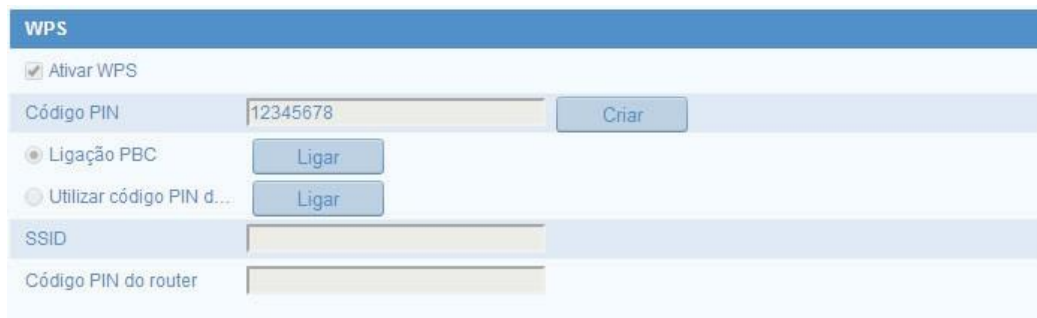 WPS
Ativar WPS
Código PIN 12345678 Criar
Ligação PBC Ligar
Utilizar código PIN d... Ligar
SSID
Código PIN do router